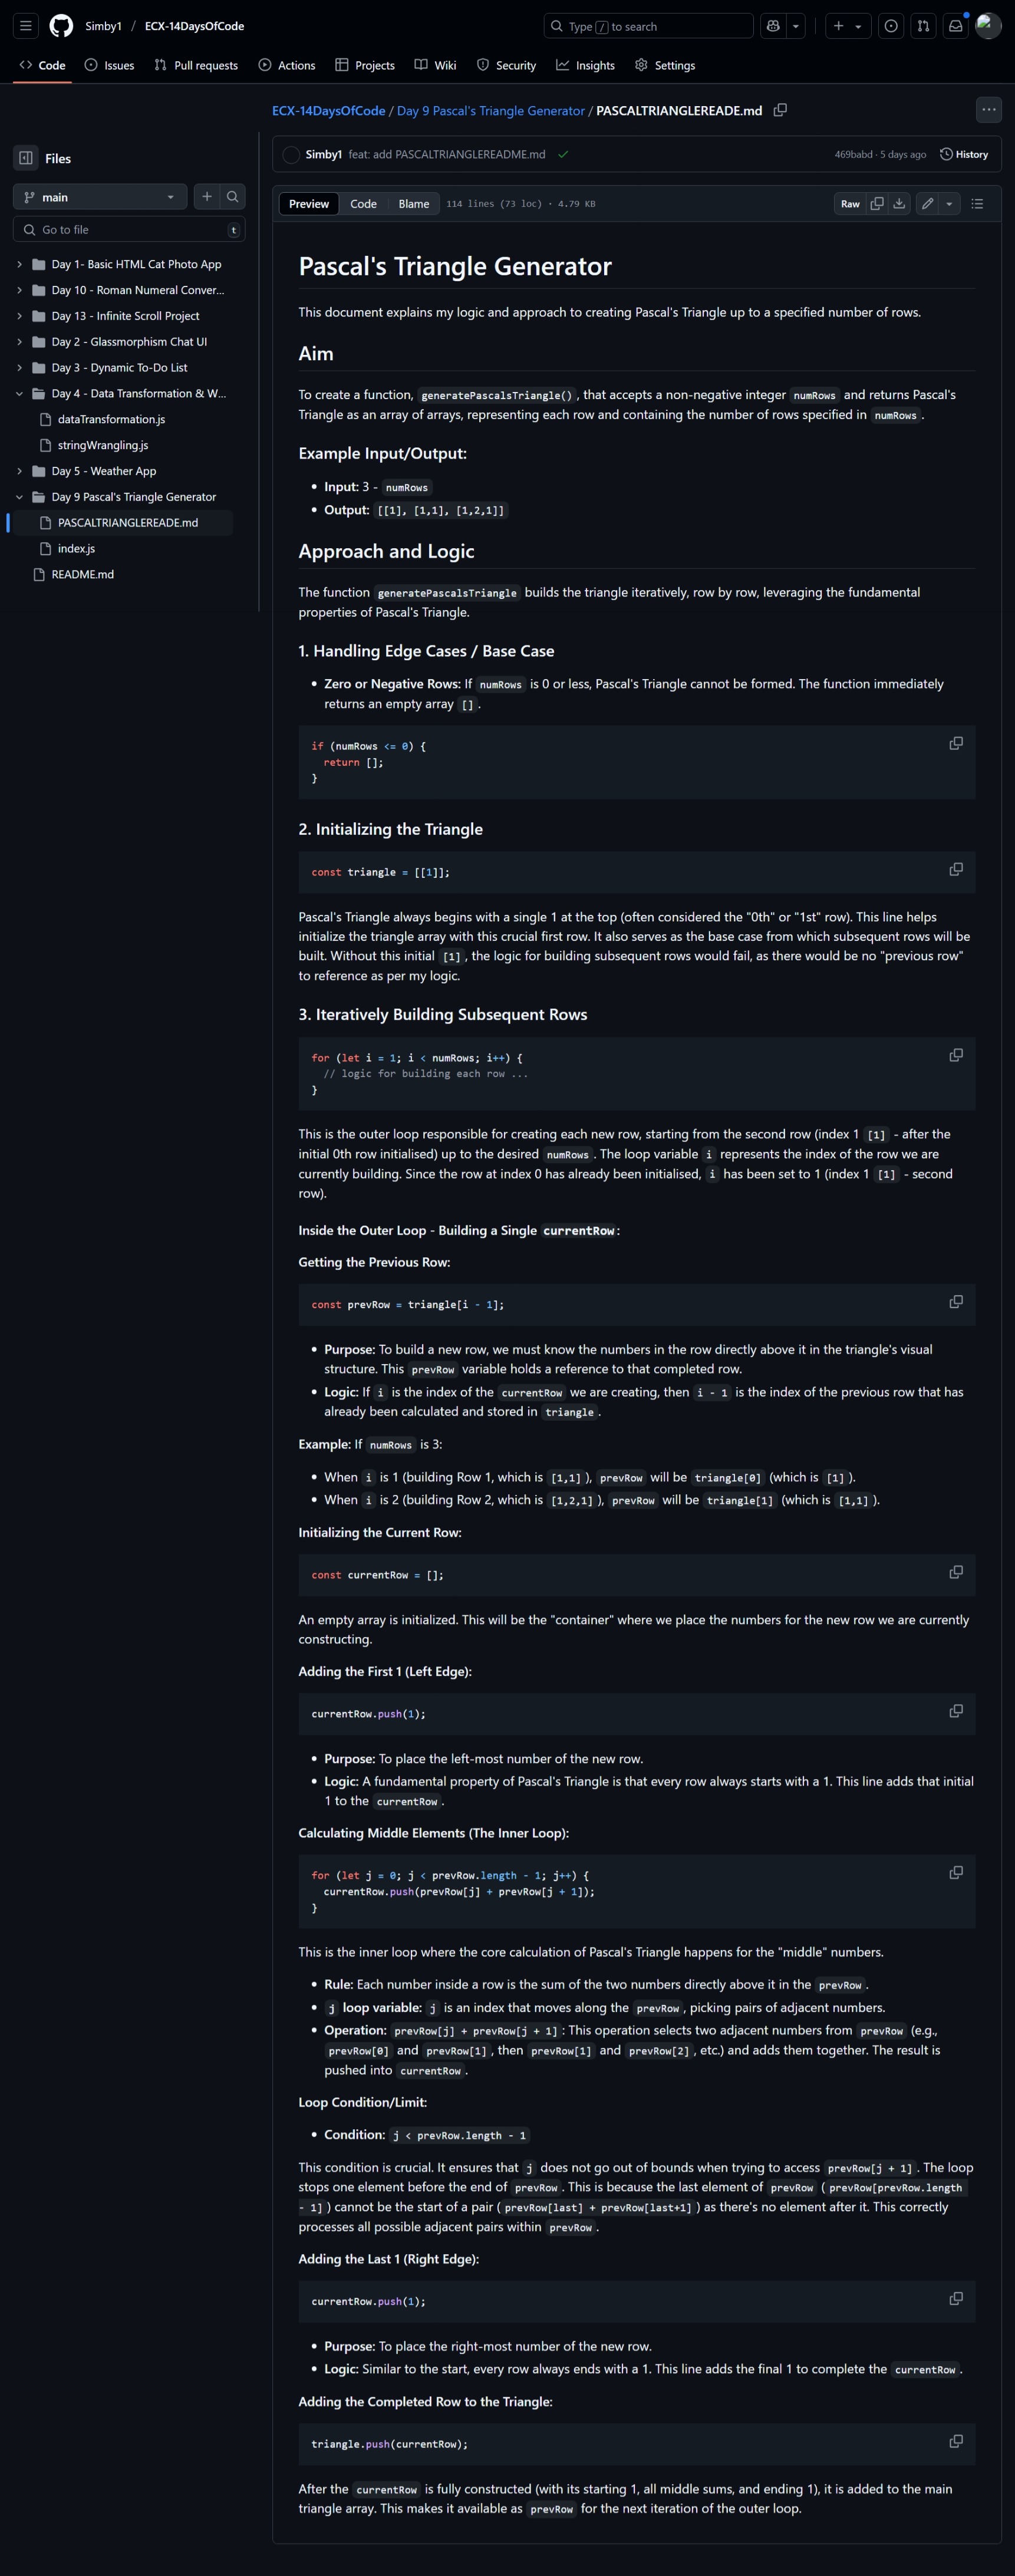 Simby1 / ECX-14DaysOfCode
Type / to search
Code Issues Pull requests Actions Projects Wiki Security Insights Settings
Files
main
Go to file t
Day 1- Basic HTML Cat Photo App
Day 10 - Roman Numeral Conver...
Day 13 - Infinite Scroll Project
Day 2 - Glassmorphism Chat UI
Day 3 - Dynamic To-Do List
Day 4 - Data Transformation & W...
dataTransformation.js
stringWrangling.js
Day 5 - Weather App
Day 9 Pascal's Triangle Generator
PASCALTRIANGLEREADE.md
index.js
README.md
ECX-14DaysOfCode / Day 9 Pascal's Triangle Generator / PASCALTRIANGLEREADE.md
Simby1 feat: add PASCALTRIANGLEREADME.md
469babd · 5 days ago History
Preview Code Blame 114 lines (73 loc) · 4.79 KB Raw
Pascal's Triangle Generator
This document explains my logic and approach to creating Pascal's Triangle up to a specified number of rows.
Aim
To create a function, generatePascalsTriangle(), that accepts a non-negative integer numRows and returns Pascal's
Triangle as an array of arrays, representing each row and containing the number of rows specified in numRows.
Example Input/Output:
• Input: 3 - numRows
• Output: [[1], [1,1], [1,2,1]]
Approach and Logic
The function generatePascalsTriangle builds the triangle iteratively, row by row, leveraging the fundamental
properties of Pascal's Triangle.
1. Handling Edge Cases / Base Case
• Zero or Negative Rows: If numRows is 0 or less, Pascal's Triangle cannot be formed. The function immediately
returns an empty array [].
if (numRows <= 0) {
return [];
}
2. Initializing the Triangle
const triangle = [[1]];
Pascal's Triangle always begins with a single 1 at the top (often considered the "0th" or "1st" row). This line helps
initialize the triangle array with this crucial first row. It also serves as the base case from which subsequent rows will be
built. Without this initial [1], the logic for building subsequent rows would fail, as there would be no "previous row"
to reference as per my logic.
3. Iteratively Building Subsequent Rows
for (let i = 1; i < numRows; i++) {
// logic for building each row ...
}
This is the outer loop responsible for creating each new row, starting from the second row (index 1 [1] - after the
initial 0th row initialised) up to the desired numRows. The loop variable i represents the index of the row we are
currently building. Since the row at index 0 has already been initialised, i has been set to 1 (index 1 [1] - second
row).
Inside the Outer Loop - Building a Single currentRow:
Getting the Previous Row:
const prevRow = triangle[i - 1];
• Purpose: To build a new row, we must know the numbers in the row directly above it in the triangle's visual
structure. This prevRow variable holds a reference to that completed row.
• Logic: If i is the index of the currentRow we are creating, then i - 1 is the index of the previous row that has
already been calculated and stored in triangle.
Example: If numRows is 3:
• When i is 1 (building Row 1, which is [1,1]), prevRow will be triangle[0] (which is [1]).
• When i is 2 (building Row 2, which is [1,2,1]), prevRow will be triangle[1] (which is [1,1]).
Initializing the Current Row:
const currentRow = [];
An empty array is initialized. This will be the "container" where we place the numbers for the new row we are currently
constructing.
Adding the First 1 (Left Edge):
currentRow.push(1);
• Purpose: To place the left-most number of the new row.
• Logic: A fundamental property of Pascal's Triangle is that every row always starts with a 1. This line adds that initial
1 to the currentRow.
Calculating Middle Elements (The Inner Loop):
for (let j = 0; j < prevRow.length - 1; j++) {
currentRow.push(prevRow[j] + prevRow[j + 1]);
}
This is the inner loop where the core calculation of Pascal's Triangle happens for the "middle" numbers.
• Rule: Each number inside a row is the sum of the two numbers directly above it in the prevRow.
• j loop variable: j is an index that moves along the prevRow, picking pairs of adjacent numbers.
• Operation: prevRow[j] + prevRow[j + 1]: This operation selects two adjacent numbers from prevRow (e.g.,
prevRow[0] and prevRow[1], then prevRow[1] and prevRow[2], etc.) and adds them together. The result is
pushed into currentRow.
Loop Condition/Limit:
• Condition: j < prevRow.length - 1
This condition is crucial. It ensures that j does not go out of bounds when trying to access prevRow[j + 1]. The loop
stops one element before the end of prevRow. This is because the last element of prevRow (prevRow[prevRow.length
- 1]) cannot be the start of a pair (prevRow[last] + prevRow[last+1]) as there's no element after it. This correctly
processes all possible adjacent pairs within prevRow.
Adding the Last 1 (Right Edge):
currentRow.push(1);
• Purpose: To place the right-most number of the new row.
• Logic: Similar to the start, every row always ends with a 1. This line adds the final 1 to complete the currentRow.
Adding the Completed Row to the Triangle:
triangle.push(currentRow);
After the currentRow is fully constructed (with its starting 1, all middle sums, and ending 1), it is added to the main
triangle array. This makes it available as prevRow for the next iteration of the outer loop.